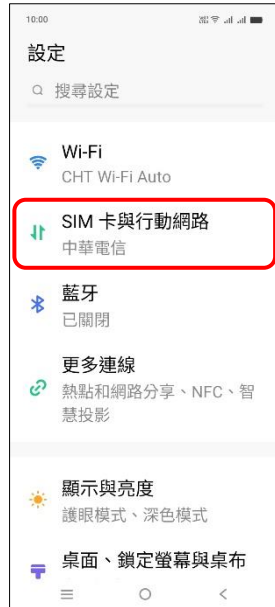 10:00
設定
搜尋設定
Wi-Fi
CHT Wi-Fi Auto
SIM 卡與行動網路
中華電信
藍牙
已關閉
更多連線
熱點和網路分享、NFC、智
慧投影
顯示與亮度
護眼模式、深色模式
桌面、鎖定螢幕與桌布